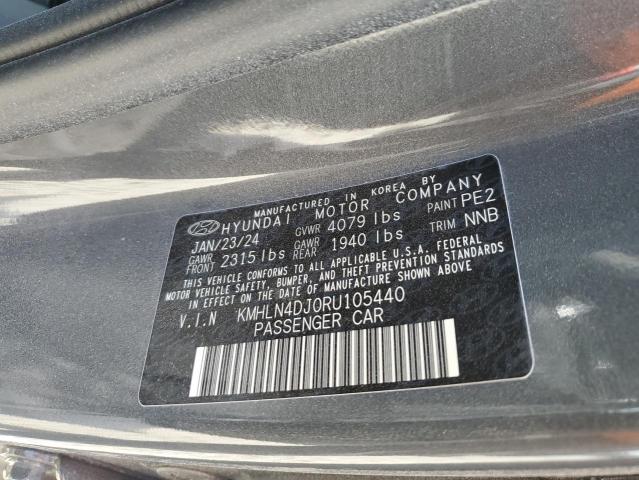 MANUFACTURED IN KOREA BY
HYUNDAI MOTOR COMPANY
JAN/23/24 GVWR 4079 lbs PAINT PE2
GAWR FRONT 2315 lbs GAWR REAR 1940 lbs TRIM NNB
THIS VEHICLE CONFORMS TO ALL APPLICABLE U.S.A. FEDERAL
MOTOR VEHICLE SAFETY, BUMPER, AND THEFT PREVENTION STANDARDS
IN EFFECT ON THE DATE OF MANUFACTURE SHOWN ABOVE.
V.I.N KMHLN4DJ0RU105440
PASSENGER CAR